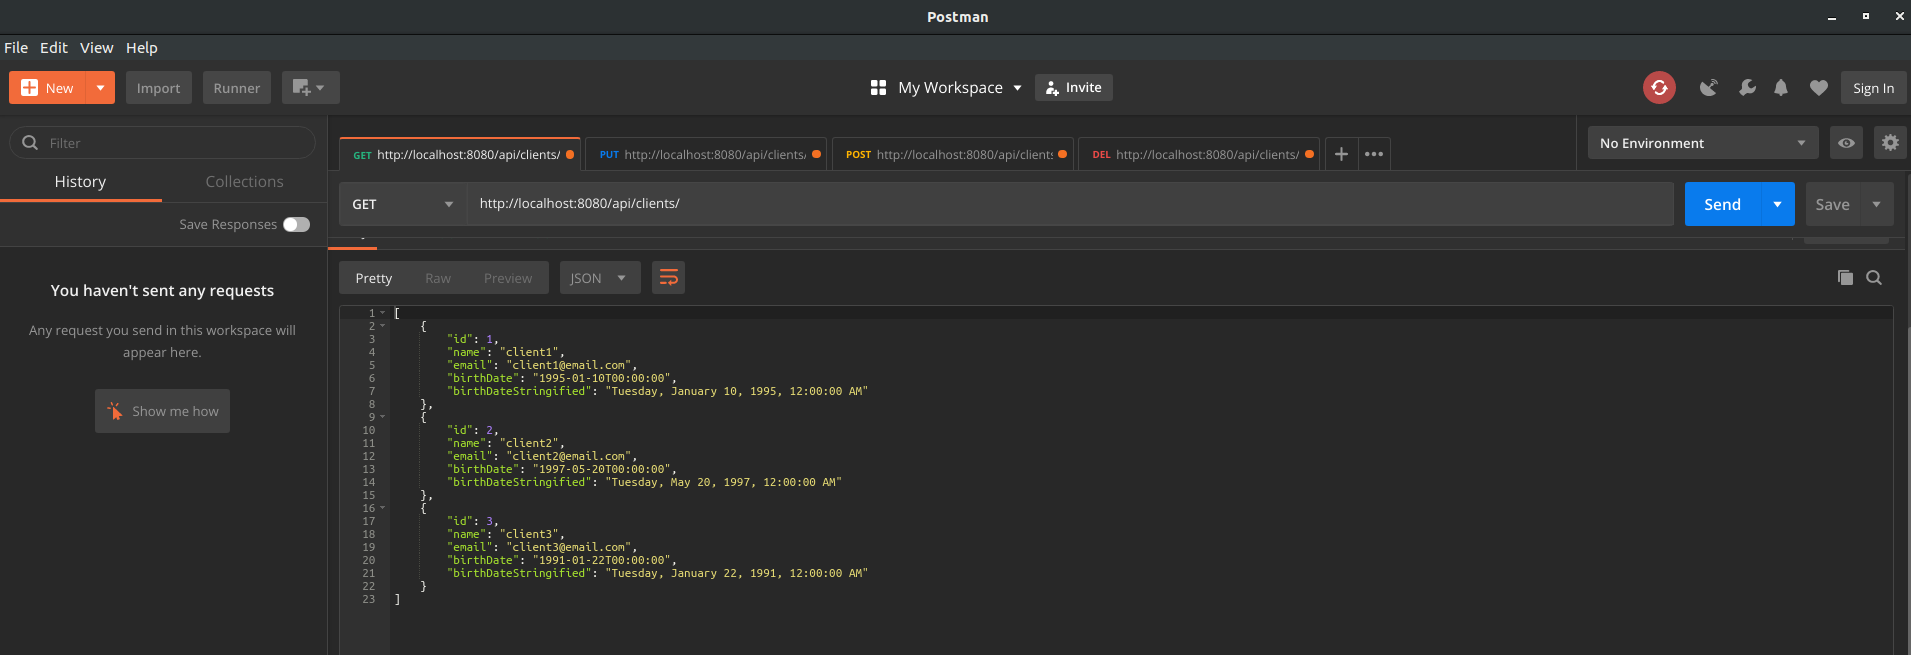 Postman
File Edit View Help
New Import Runner My Workspace Invite Sign In
Filter
History Collections
Save Responses
You haven't sent any requests
Any request you send in this workspace will
appear here.
Show me how
GET http://localhost:8080/api/clients/ PUT http://localhost:8080/api/clients/ POST http://localhost:8080/api/clients DEL http://localhost:8080/api/clients/
No Environment
GET http://localhost:8080/api/clients/ Send Save
Pretty Raw Preview JSON
1 [
2 {
3 "id": 1,
4 "name": "client1",
5 "email": "client1@email.com",
6 "birthDate": "1995-01-10T00:00:00",
7 "birthDateStringified": "Tuesday, January 10, 1995, 12:00:00 AM"
8 },
9 {
10 "id": 2,
11 "name": "client2",
12 "email": "client2@email.com",
13 "birthDate": "1997-05-20T00:00:00",
14 "birthDateStringified": "Tuesday, May 20, 1997, 12:00:00 AM"
15 },
16 {
17 "id": 3,
18 "name": "client3",
19 "email": "client3@email.com",
20 "birthDate": "1991-01-22T00:00:00",
21 "birthDateStringified": "Tuesday, January 22, 1991, 12:00:00 AM"
22 }
23 ]